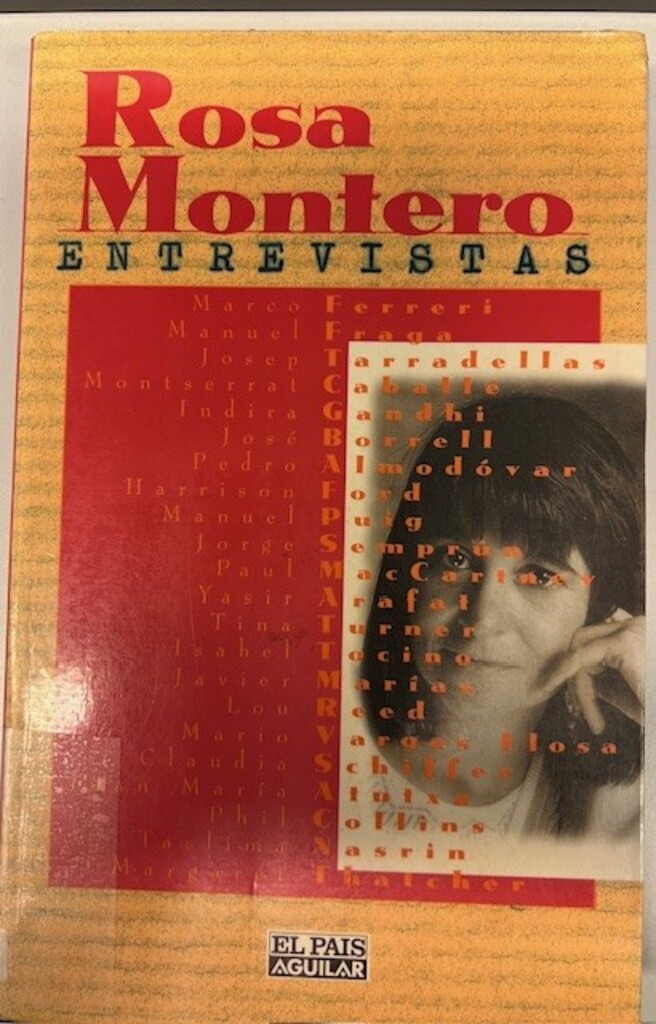 Rosa
Montero
ENTREVISTAS
Marco Ferreri
Manuel Fraga
Josep Tarradellas
Montserrat Caballé
Indira Gandhi
José Borrell
Pedro Almodóvar
Harrison Ford
Manuel Puig
Jorge Semprún
Paul MacCartney
Yasir Arafat
Tina Turner
Isabel Tocino
Javier Marías
Lou Reed
Mario Vargas Llosa
Claudia Schiffer
María Atutxa
Phil Collins
Taslima Nasrin
Margaret Thatcher
EL PAIS
AGUILAR